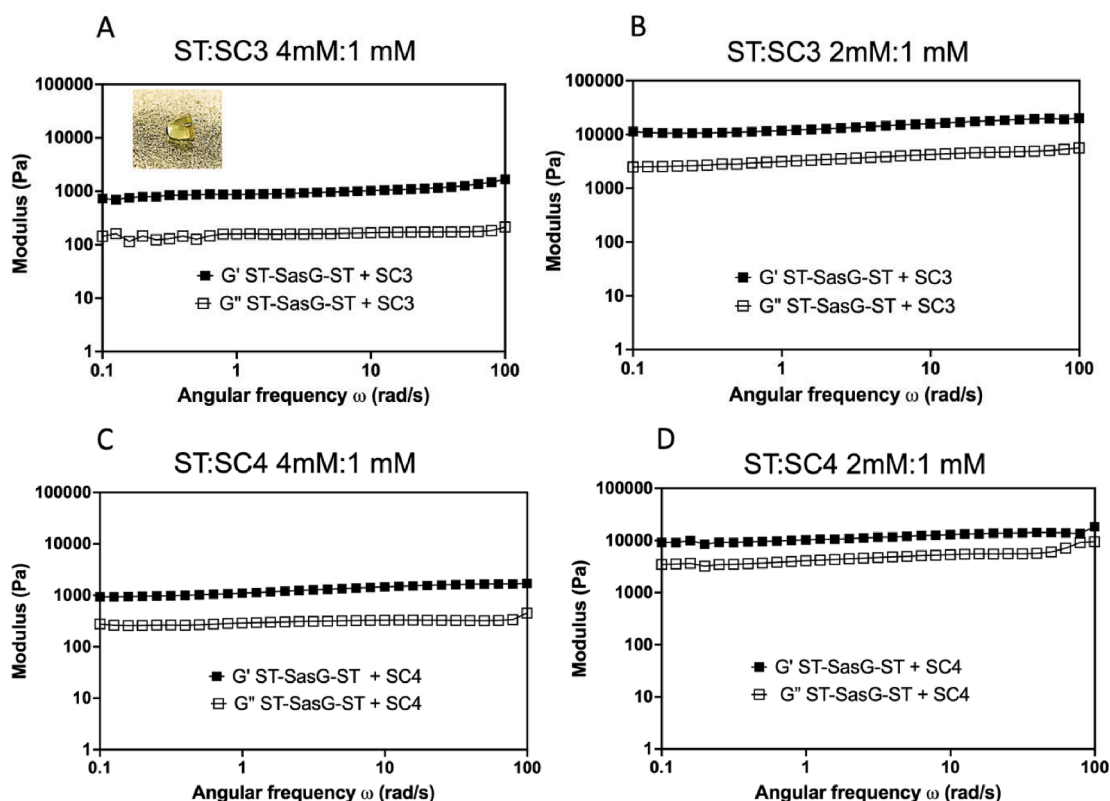 A
ST:SC3 4mM:1 mM
100000
10000
1000
100
10
1
Modulus (Pa)
G' ST-SasG-ST + SC3
G" ST-SasG-ST + SC3
0.1 1 10 100
Angular frequency ω (rad/s)
B
ST:SC3 2mM:1 mM
100000
10000
1000
100
10
1
Modulus (Pa)
G' ST-SasG-ST + SC3
G" ST-SasG-ST + SC3
0.1 1 10 100
Angular frequency ω (rad/s)
C
ST:SC4 4mM:1 mM
100000
10000
1000
100
10
1
Modulus (Pa)
G' ST-SasG-ST + SC4
G" ST-SasG-ST + SC4
0.1 1 10 100
Angular frequency ω (rad/s)
D
ST:SC4 2mM:1 mM
100000
10000
1000
100
10
1
Modulus (Pa)
G' ST-SasG-ST + SC4
G" ST-SasG-ST + SC4
0.1 1 10 100
Angular frequency ω (rad/s)